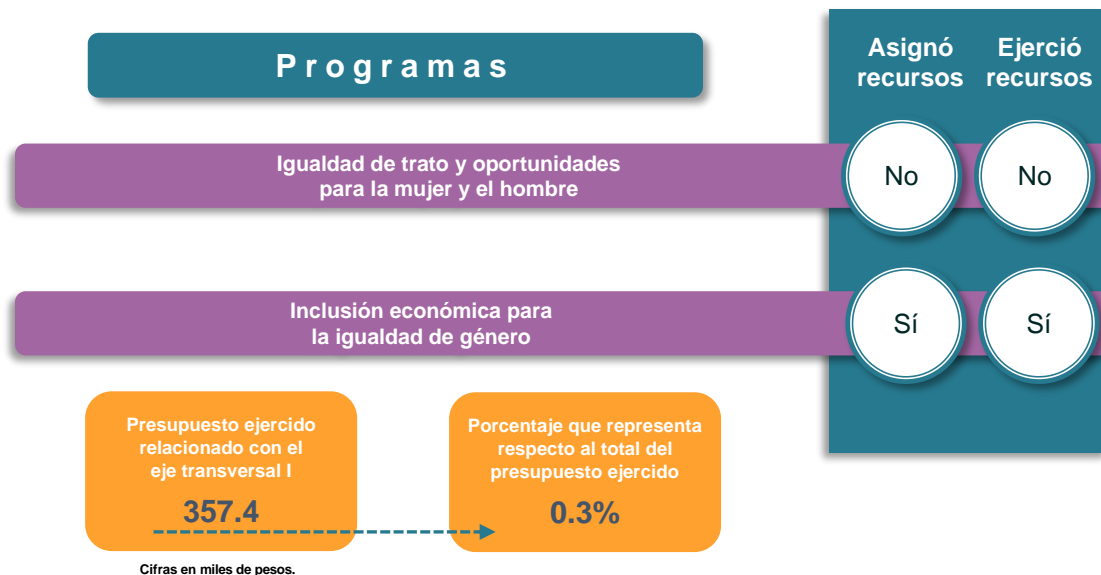 Programas
Asignó
recursos
Ejerció
recursos
Igualdad de trato y oportunidades
para la mujer y el hombre
No
No
Inclusión económica para
la igualdad de género
Sí
Sí
Presupuesto ejercido
relacionado con el
eje transversal I
357.4
Porcentaje que representa
respecto al total del
presupuesto ejercido
0.3%
Cifras en miles de pesos.